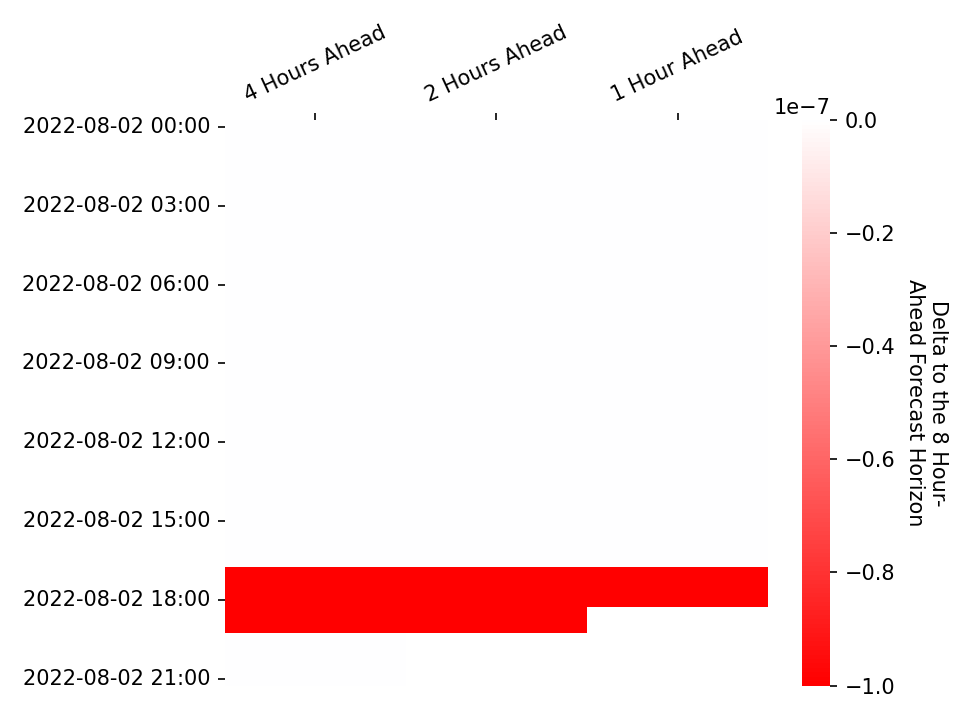 4 Hours Ahead
2 Hours Ahead
1 Hour Ahead
1e−7
2022-08-02 00:00
2022-08-02 03:00
2022-08-02 06:00
2022-08-02 09:00
2022-08-02 12:00
2022-08-02 15:00
2022-08-02 18:00
2022-08-02 21:00
0.0
−0.2
−0.4
−0.6
−0.8
−1.0
Delta to the 8 Hour-
Ahead Forecast Horizon